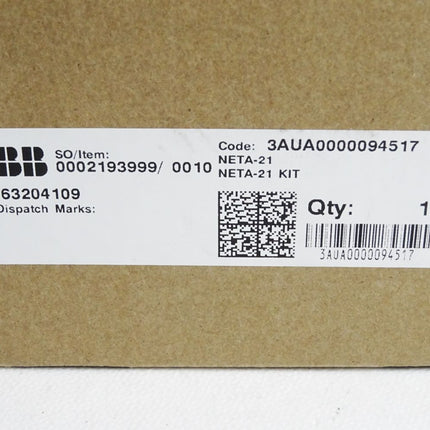 BB
SO/Item:
0002193999/ 0010
63204109
Dispatch Marks:
Code: 3AUA0000094517
NETA-21
NETA-21 KIT
Qty: 1
3AUA0000094517